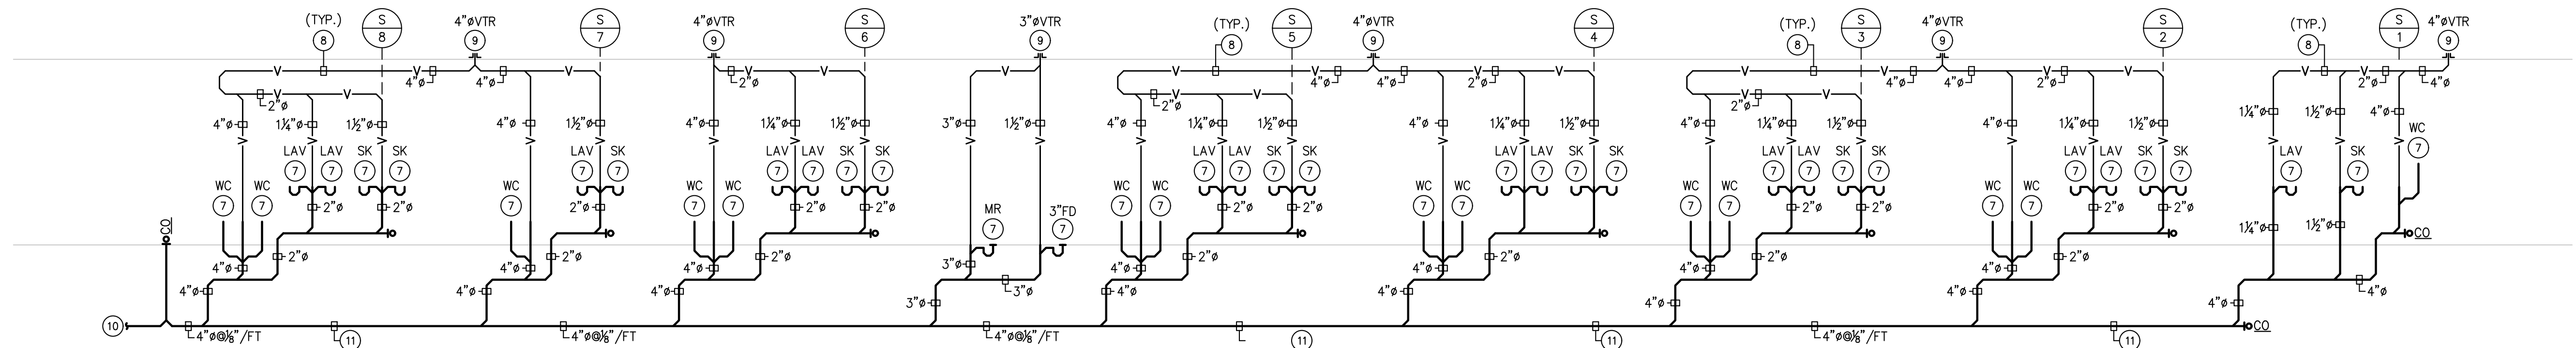 (TYP.) S 4"øVTR S 4"øVTR S 3"øVTR (TYP.) S 4"øVTR S (TYP.) S 4"øVTR S (TYP.) S 4"øVTR
8 8 9 7 9 6 9 8 5 9 4 8 3 9 2 8 1 9
V V V V V V V V V V V V V V V V
4"ø 4"ø 2"ø 4"ø 4"ø 2"ø 4"ø 4"ø 2"ø 2"ø 4"ø
V V V V V V
2"ø 2"ø 2"ø
1¼"ø 1½"ø 4"ø
4"ø 1¼"ø 1½"ø 4"ø 1½"ø 4"ø 1¼"ø 1½"ø 3"ø 1½"ø 4"ø 1¼"ø 1½"ø 4"ø 1¼"ø 1½"ø 4"ø 1¼"ø 1½"ø 4"ø 1¼"ø 1½"ø WC
V V V V V V V V V V V V V V V V V V V V V V V V V 7
LAV LAV SK SK LAV SK LAV LAV SK SK LAV LAV SK SK LAV LAV SK SK LAV LAV SK SK LAV LAV SK SK LAV SK
7 7 7 7 7 7 7 7 7 7 7 7 7 7 7 7 7 7 7 7 7 7 7 7 7 7 7 7
WC WC WC WC WC WC WC WC WC WC WC WC WC
7 7 2"ø 2"ø 7 2"ø 7 7 2"ø 2"ø 7 7 2"ø 2"ø 7 7 7 7 2"ø 2"ø 7 7 2"ø 2"ø
MR 3"FD
7 7
CO 1¼"ø 1½"ø CO
2"ø 2"ø 2"ø 2"ø 2"ø 2"ø 2"ø
4"ø 4"ø 4"ø 3"ø 4"ø 4"ø 4"ø 4"ø
4"ø 4"ø 4"ø 3"ø 4"ø 4"ø 4"ø 4"ø 4"ø
3"ø 4"ø 4"ø
10 CO
4"ø@⅛"/FT 11 4"ø@⅛"/FT 4"ø@⅛"/FT 11 11 4"ø@⅛"/FT 11